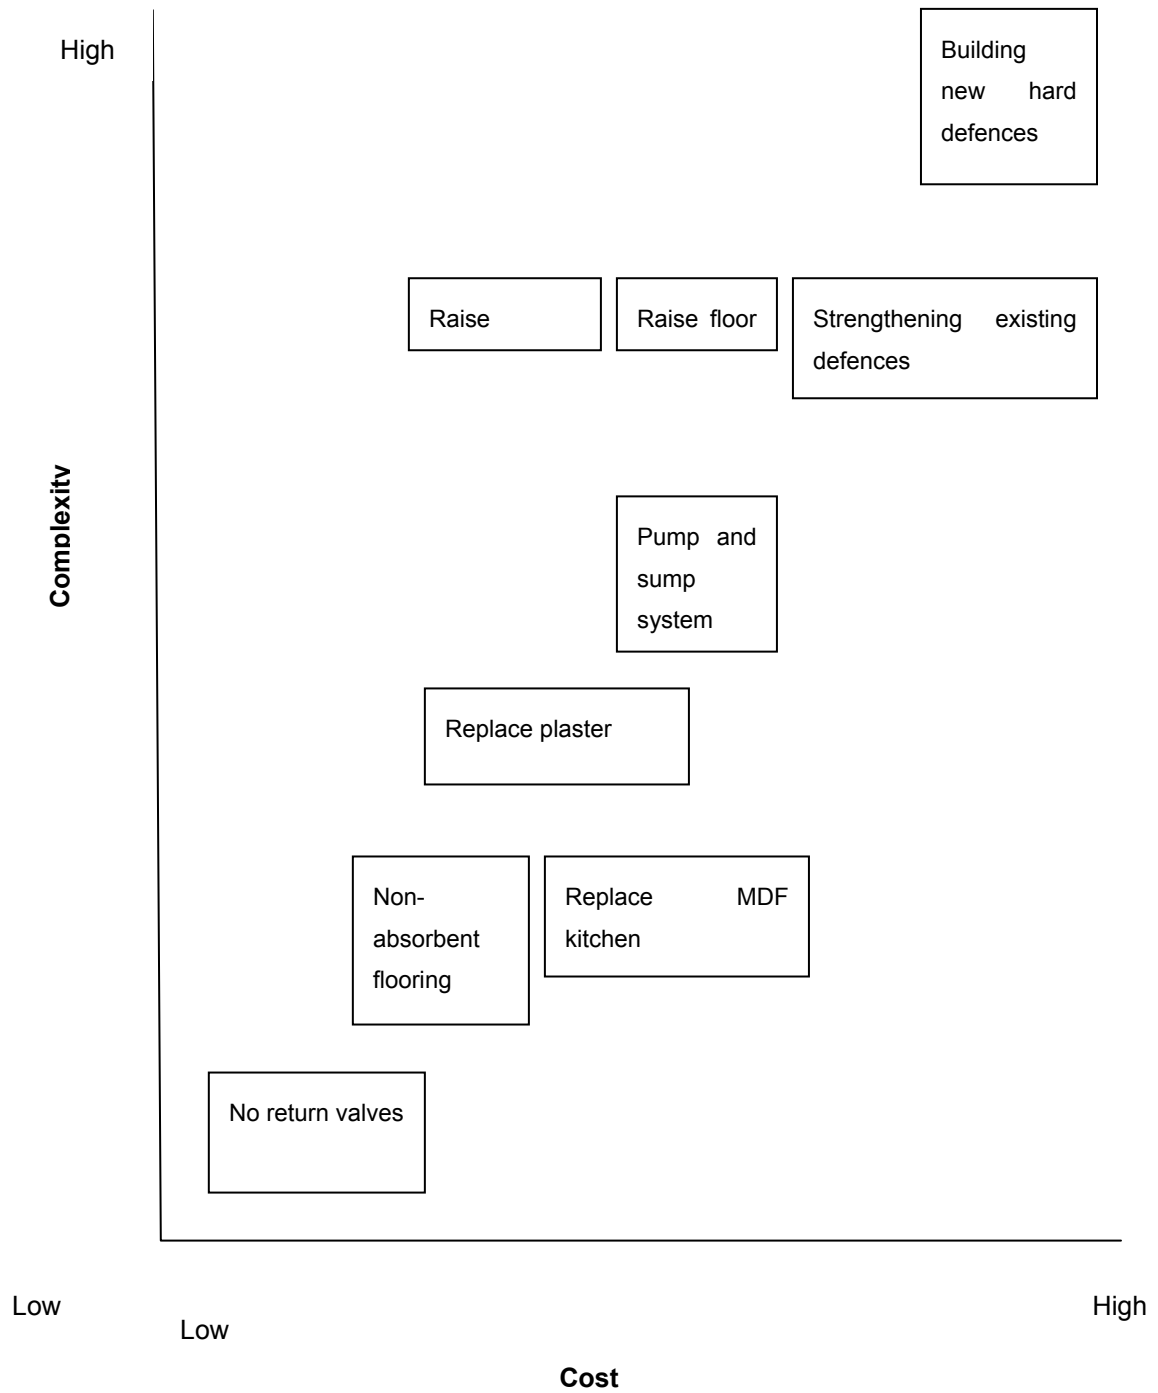 High
Building
new hard
defences
Raise
Raise floor
Strengthening existing
defences
Complexity
Pump and
sump
system
Replace plaster
Non-
absorbent
flooring
Replace MDF
kitchen
No return valves
Low
Low
High
Cost